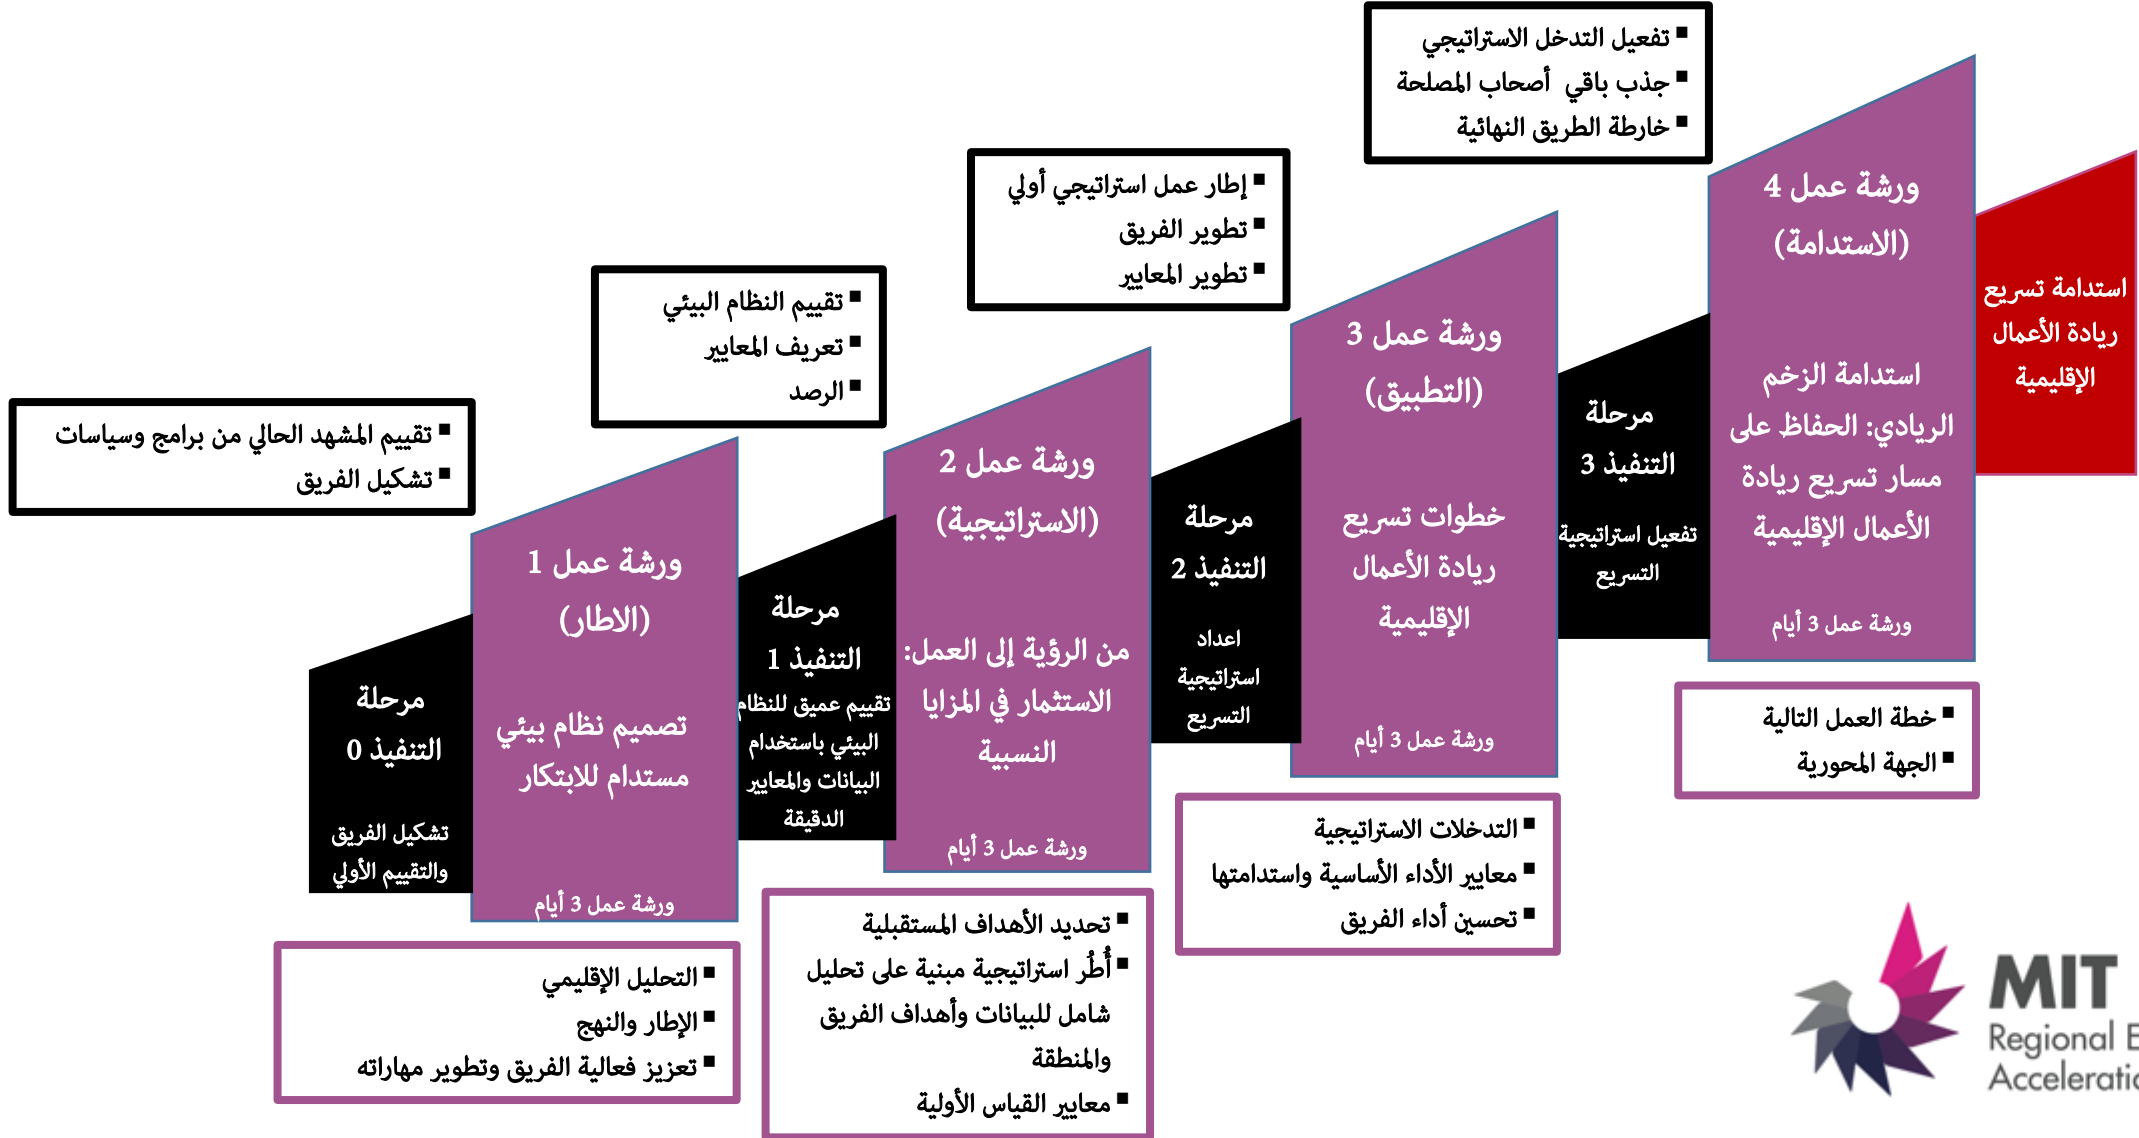 ▪ تقييم المشهد الحالي من برامج وسياسات
▪ تشكيل الفريق
مرحلة
التنفيذ 0
تشكيل الفريق
والتقييم الأولي
ورشة عمل 1
(الاطار)
تصميم نظام بيئي
مستدام للابتكار
ورشة عمل 3 أيام
▪ التحليل الإقليمي
▪ الإطار والنهج
▪ تعزيز فعالية الفريق وتطوير مهاراته
▪ تقييم النظام البيئي
▪ تعريف المعايير
▪ الرصد
مرحلة
التنفيذ 1
تقييم عميق للنظام
البيئي باستخدام
البيانات والمعايير
الدقيقة
ورشة عمل 2
(الاستراتيجية)
من الرؤية إلى العمل:
الاستثمار في المزايا
النسبية
ورشة عمل 3 أيام
▪ تحديد الأهداف المستقبلية
▪ أُطُر استراتيجية مبنية على تحليل
شامل للبيانات وأهداف الفريق
والمنطقة
▪ معايير القياس الأولية
▪ إطار عمل استراتيجي أولي
▪ تطوير الفريق
▪ تطوير المعايير
مرحلة
التنفيذ 2
اعداد
استراتيجية
التسريع
ورشة عمل 3
(التطبيق)
خطوات تسريع
ريادة الأعمال
الإقليمية
ورشة عمل 3 أيام
▪ التدخلات الاستراتيجية
▪ معايير الأداء الأساسية واستدامتها
▪ تحسين أداء الفريق
▪ تفعيل التدخل الاستراتيجي
▪ جذب باقي أصحاب المصلحة
▪ خارطة الطريق النهائية
مرحلة
التنفيذ 3
تفعيل استراتيجية
التسريع
ورشة عمل 4
(الاستدامة)
استدامة الزخم
الريادي: الحفاظ على
مسار تسريع ريادة
الأعمال الإقليمية
ورشة عمل 3 أيام
▪ خطة العمل التالية
▪ الجهة المحورية
استدامة تسريع
ريادة الأعمال
الإقليمية
MIT
Regional